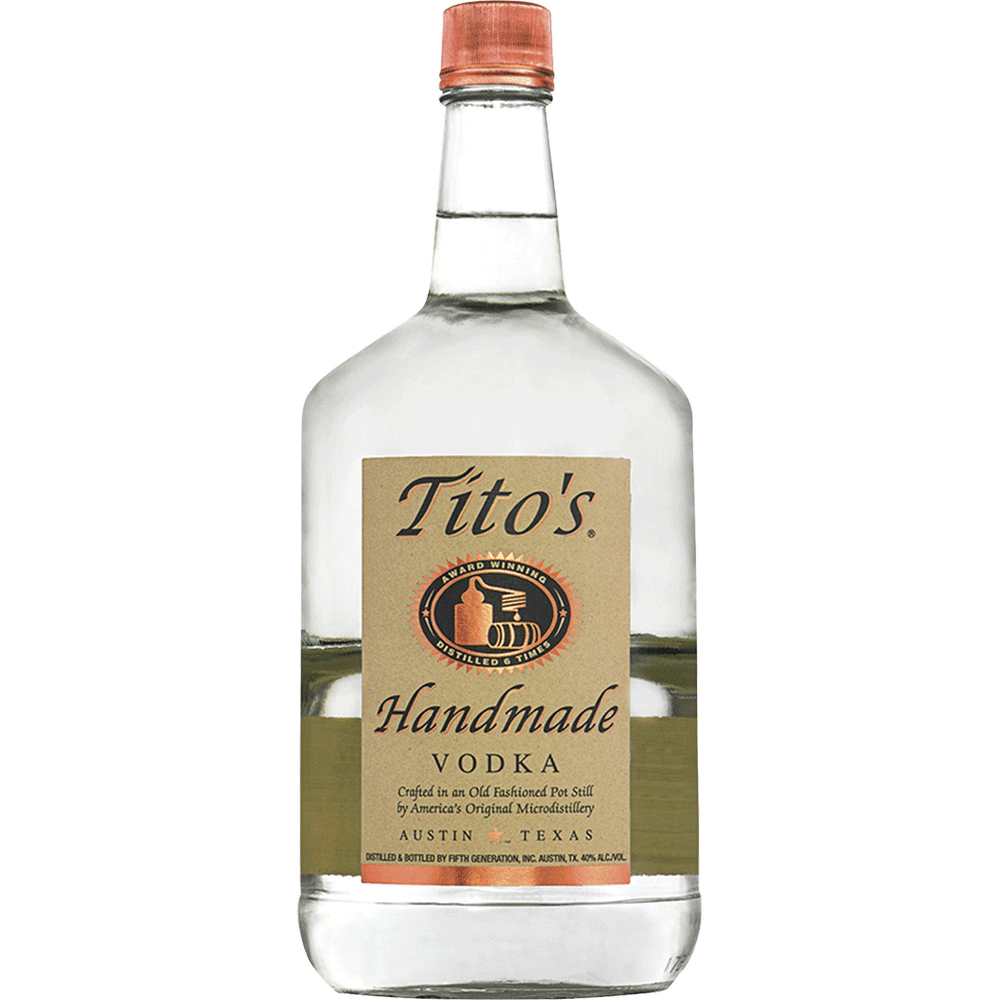 Tito's®
AWARD WINNING
DISTILLED 6 TIMES
Handmade
VODKA
Crafted in an Old Fashioned Pot Still
by America's Original Microdistillery
AUSTIN ★™ TEXAS
DISTILLED & BOTTLED BY FIFTH GENERATION, INC. AUSTIN, TX. 40% ALC./VOL.